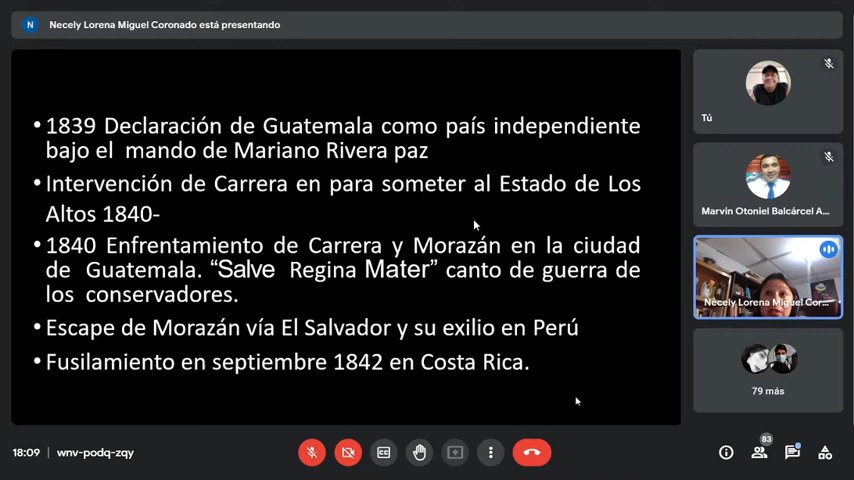 N Necely Lorena Miguel Coronado está presentando
• 1839 Declaración de Guatemala como país independiente
bajo el mando de Mariano Rivera paz
• Intervención de Carrera en para someter al Estado de Los
Altos 1840-
• 1840 Enfrentamiento de Carrera y Morazán en la ciudad
de Guatemala. “Salve Regina Mater” canto de guerra de
los conservadores.
• Escape de Morazán vía El Salvador y su exilio en Perú
• Fusilamiento en septiembre 1842 en Costa Rica.
Tú
Marvin Otoniel Balcárcel A...
Necely Lorena Miguel Cor...
79 más
18:09 | wnv-podq-zqy
83